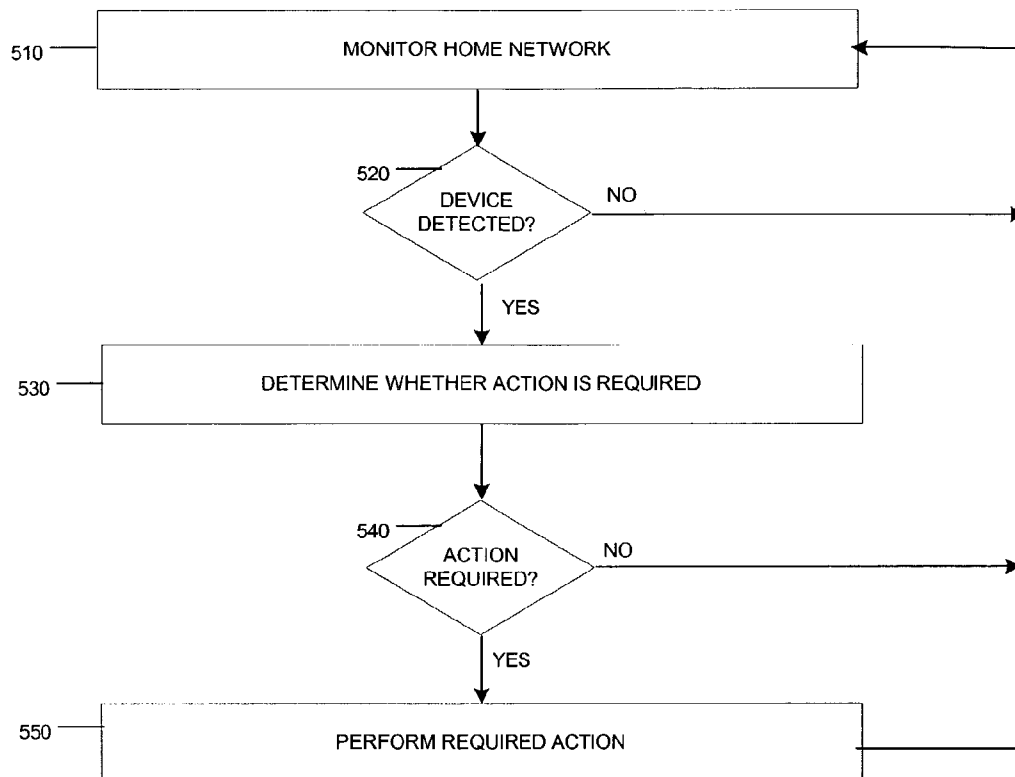 510
MONITOR HOME NETWORK
520
DEVICE
DETECTED?
NO
YES
530
DETERMINE WHETHER ACTION IS REQUIRED
540
ACTION
REQUIRED?
NO
YES
550
PERFORM REQUIRED ACTION